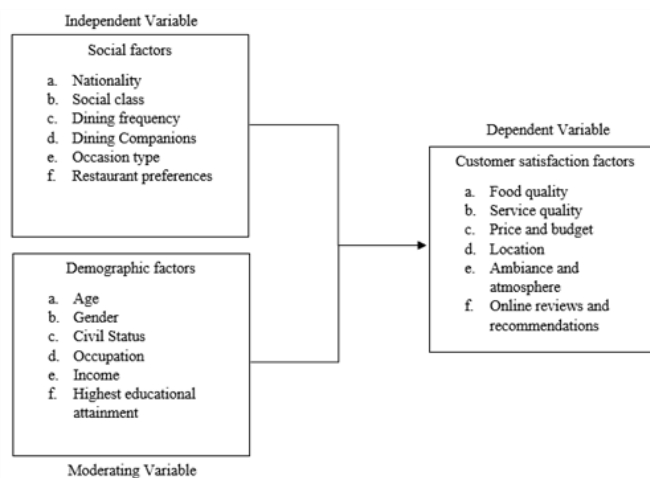 Independent Variable
Social factors
a. Nationality
b. Social class
c. Dining frequency
d. Dining Companions
e. Occasion type
f. Restaurant preferences
Demographic factors
a. Age
b. Gender
c. Civil Status
d. Occupation
e. Income
f. Highest educational
attainment
Moderating Variable
Dependent Variable
Customer satisfaction factors
a. Food quality
b. Service quality
c. Price and budget
d. Location
e. Ambiance and
atmosphere
f. Online reviews and
recommendations